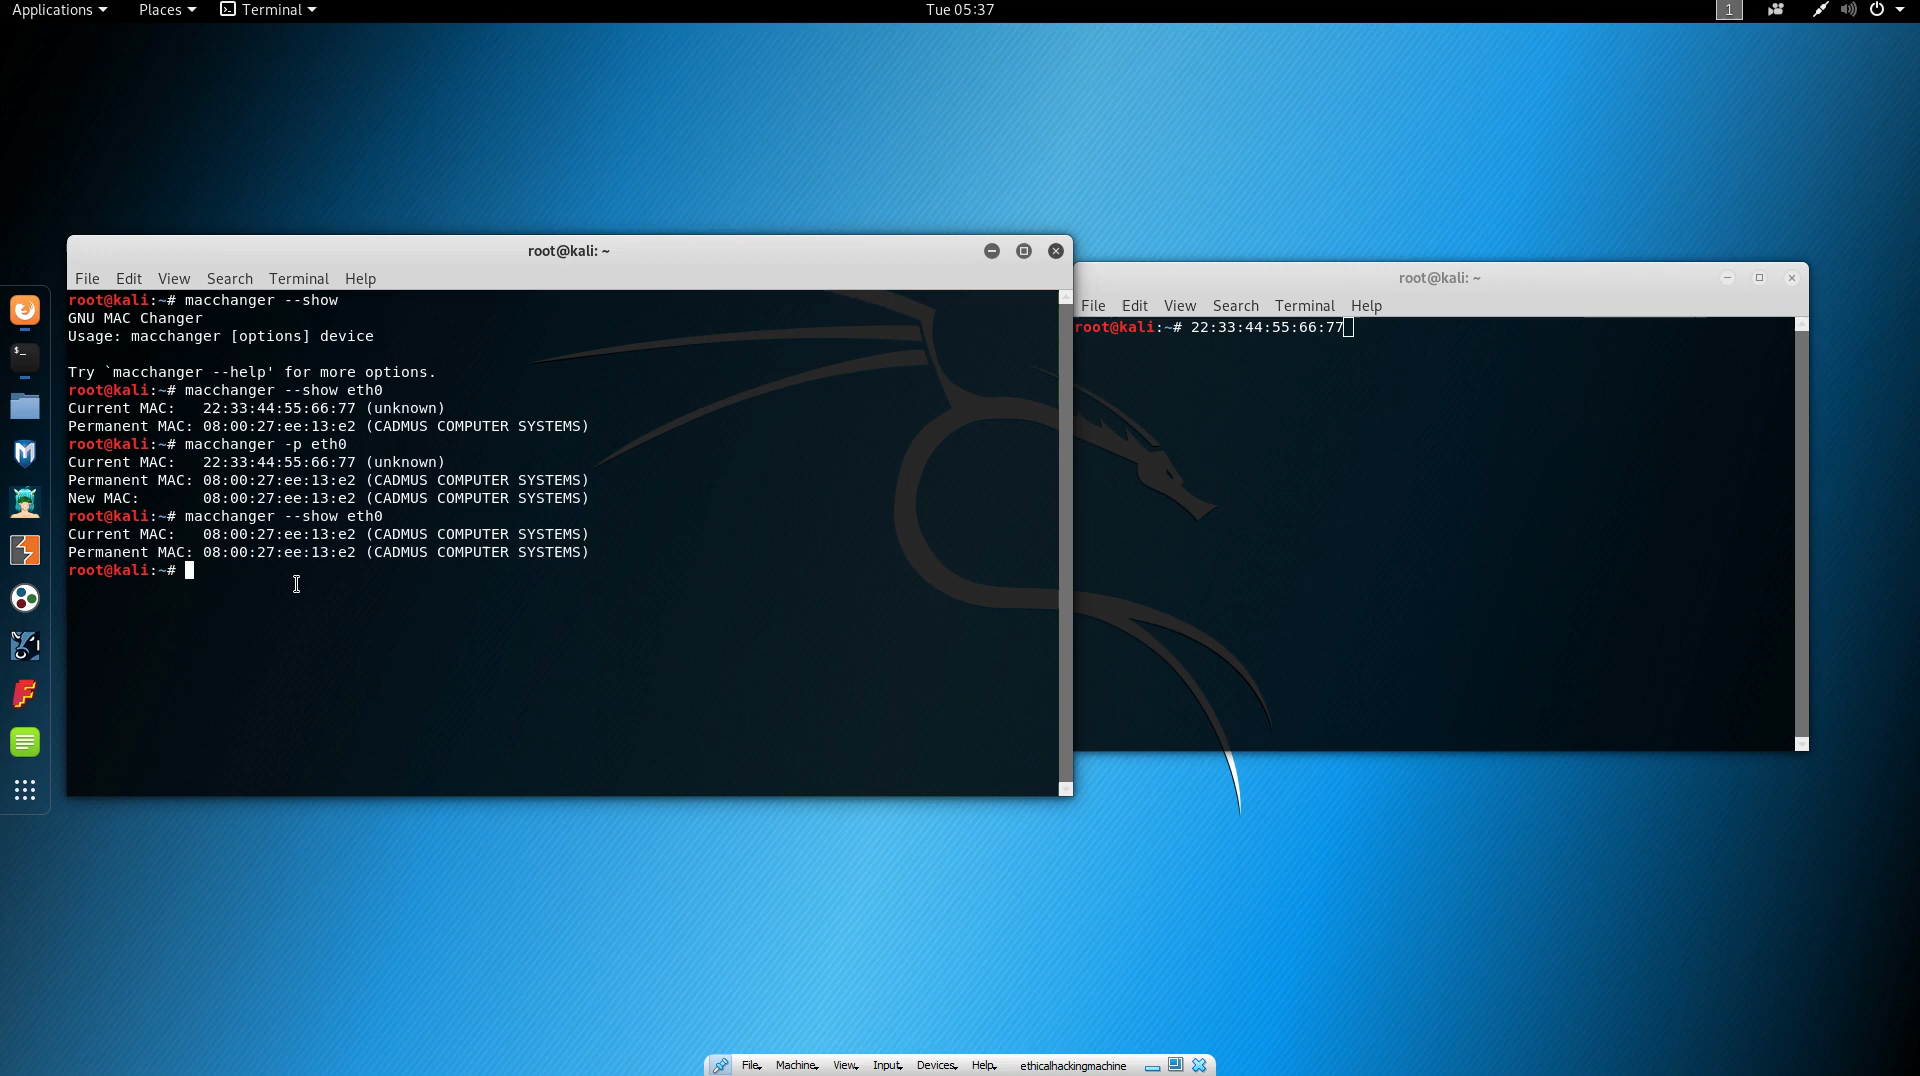 Applications Places Terminal Tue 05:37 1
root@kali: ~
File Edit View Search Terminal Help
root@kali:~# macchanger --show
GNU MAC Changer
Usage: macchanger [options] device
Try `macchanger --help' for more options.
root@kali:~# macchanger --show eth0
Current MAC:   22:33:44:55:66:77 (unknown)
Permanent MAC: 08:00:27:ee:13:e2 (CADMUS COMPUTER SYSTEMS)
root@kali:~# macchanger -p eth0
Current MAC:   22:33:44:55:66:77 (unknown)
Permanent MAC: 08:00:27:ee:13:e2 (CADMUS COMPUTER SYSTEMS)
New MAC:       08:00:27:ee:13:e2 (CADMUS COMPUTER SYSTEMS)
root@kali:~# macchanger --show eth0
Current MAC:   08:00:27:ee:13:e2 (CADMUS COMPUTER SYSTEMS)
Permanent MAC: 08:00:27:ee:13:e2 (CADMUS COMPUTER SYSTEMS)
root@kali:~#
root@kali: ~
File Edit View Search Terminal Help
root@kali:~# 22:33:44:55:66:77
File Machine View Input Devices Help ethicalhackingmachine